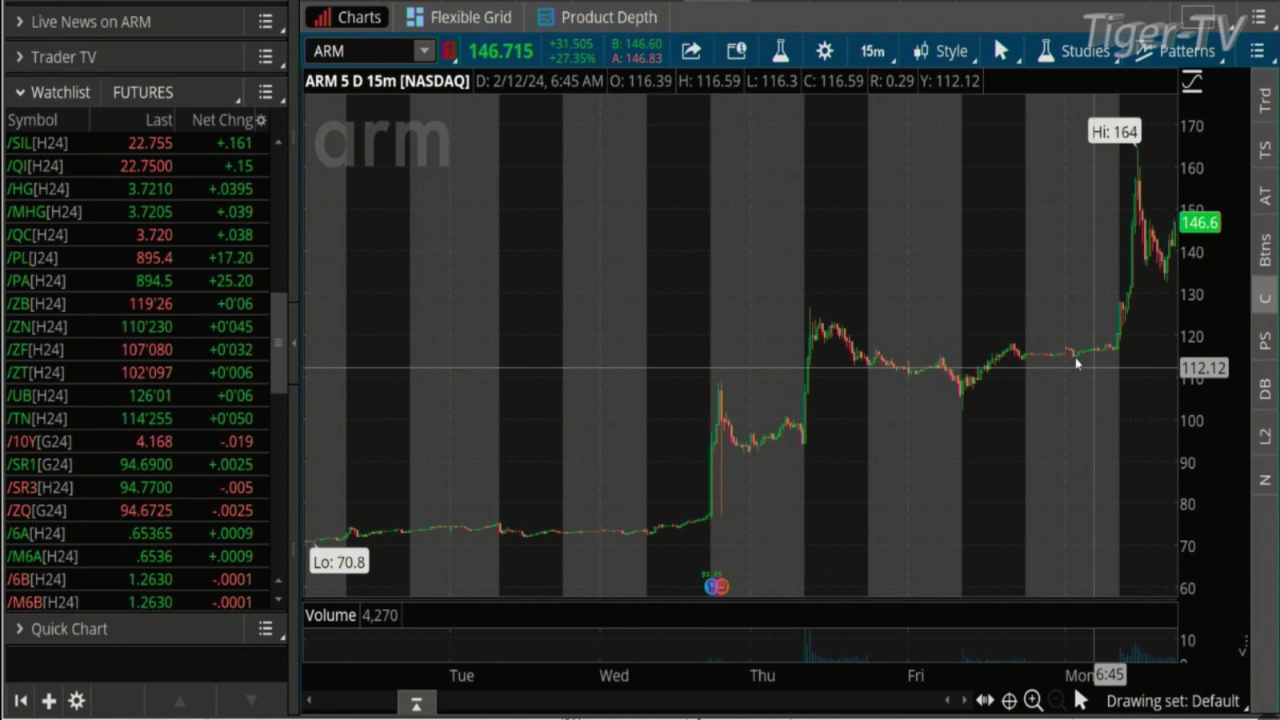 Live News on ARM
Trader TV
Watchlist FUTURES
Symbol Last Net Chng
/SIL[H24] 22.755 +.161
/QI[H24] 22.7500 +.15
/HG[H24] 3.7210 +.0395
/MHG[H24] 3.7205 +.039
/QC[H24] 3.720 +.038
/PL[J24] 895.4 +17.20
/PA[H24] 894.5 +25.20
/ZB[H24] 119'26 +0'06
/ZN[H24] 110'230 +0'045
/ZF[H24] 107'080 +0'032
/ZT[H24] 102'097 +0'006
/UB[H24] 126'01 +0'06
/TN[H24] 114'255 +0'050
/10Y[G24] 4.168 -.019
/SR1[G24] 94.6900 +.0025
/SR3[H24] 94.7700 -.005
/ZQ[G24] 94.6725 -.0025
/6A[H24] .65365 +.0009
/M6A[H24] .6536 +.0009
/6B[H24] 1.2630 -.0001
/M6B[H24] 1.2630 -.0001
Quick Chart
Charts Flexible Grid Product Depth
Tiger-TV
ARM 146.715 +31.505 B: 146.60
+27.35% A: 146.83
15m Style Studies Patterns
ARM 5 D 15m [NASDAQ] D: 2/12/24, 6:45 AM O: 116.39 H: 116.59 L: 116.3 C: 116.59 R: 0.29 Y: 112.12
arm
Hi: 164
Lo: 70.8
170
160
150
146.6
140
130
120
112.12
110
100
90
80
70
60
Volume 4,270
10
0
Tue Wed Thu Fri Mon 6:45
Drawing set: Default
Trd
TS
AT
Btns
C
PS
DB
L2
N